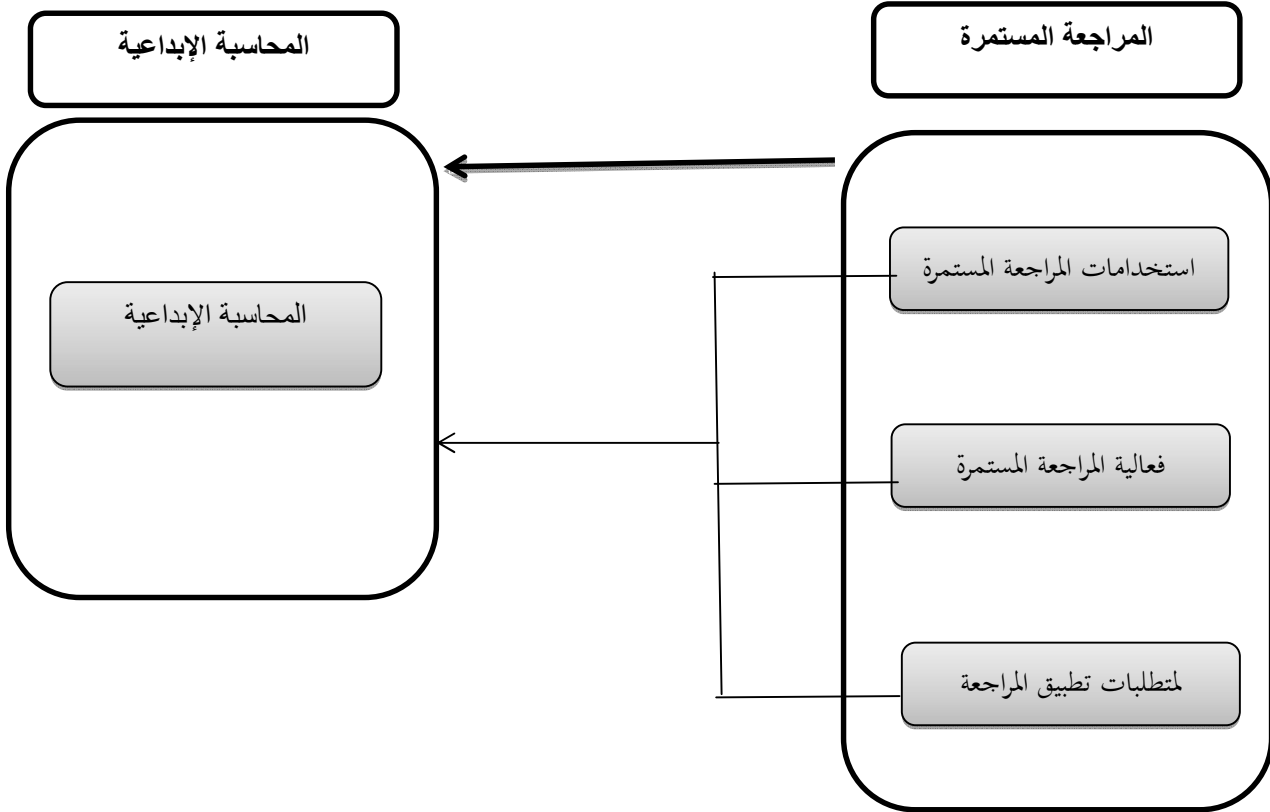 المراجعة المستمرة
المحاسبة الإبداعية
استخدامات المراجعة المستمرة
المحاسبة الإبداعية
فعالية المراجعة المستمرة
لمتطلبات تطبيق المراجعة